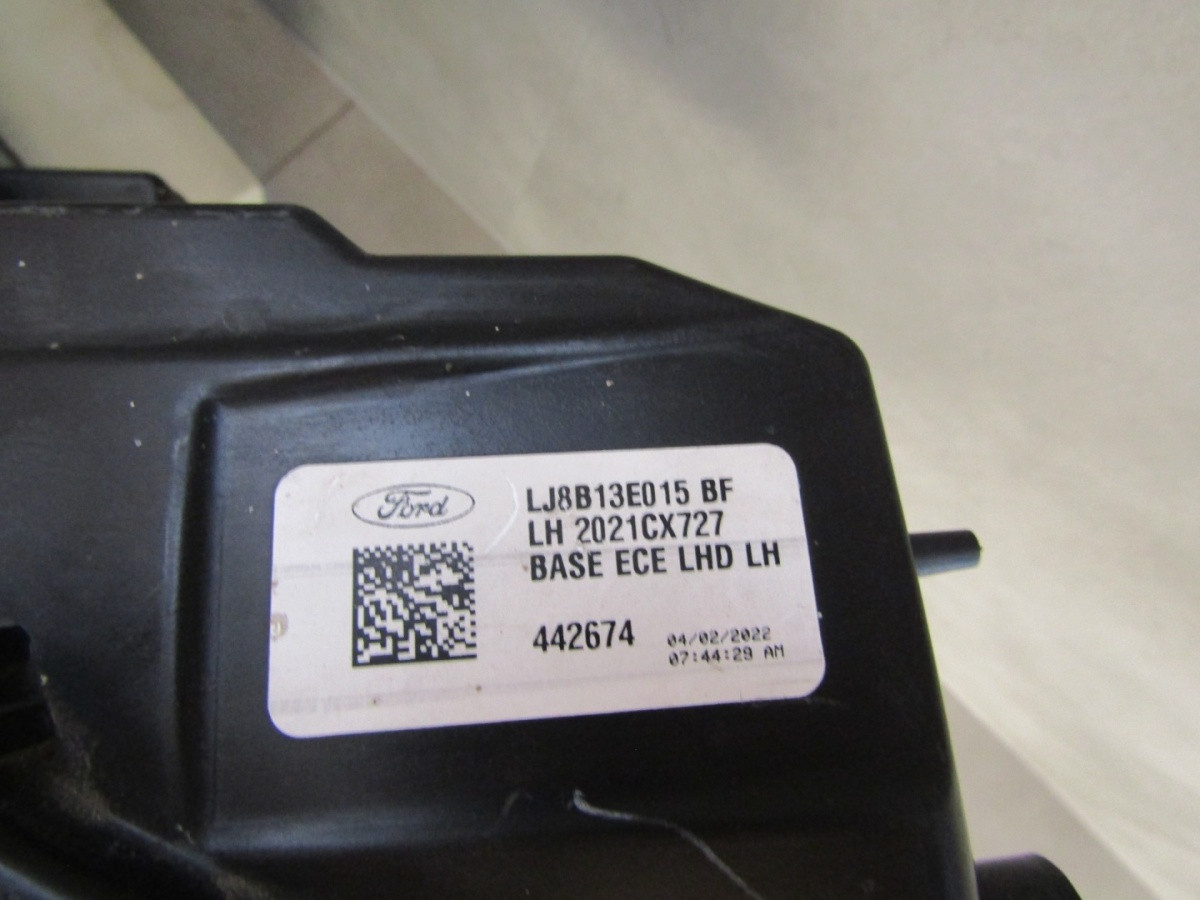 Ford
LJ8B13E015 BF
LH 2021CX727
BASE ECE LHD LH
442674
04/02/2022
07:44:29 AM